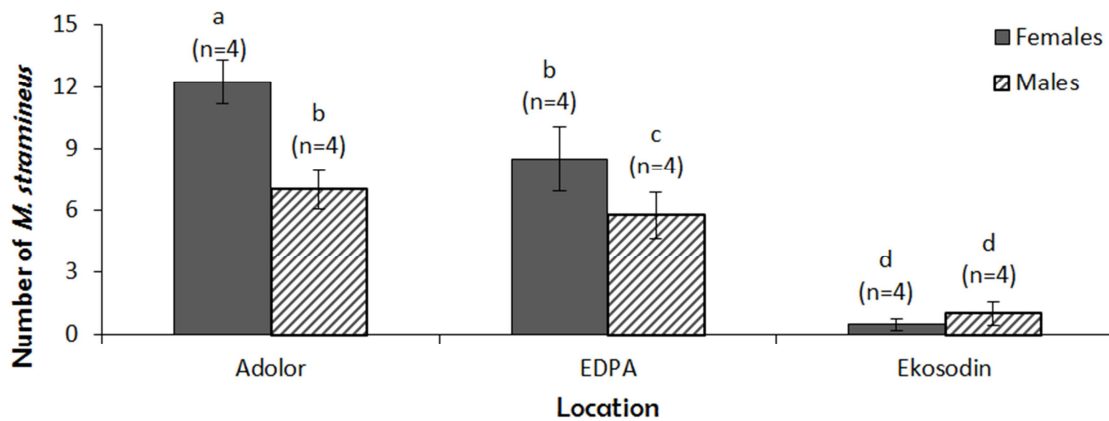 Number of M. stramineus
15
12
9
6
3
0
a
(n=4)
b
(n=4)
b
(n=4)
c
(n=4)
d
(n=4)
d
(n=4)
Females
Males
Adolor
EDPA
Ekosodin
Location